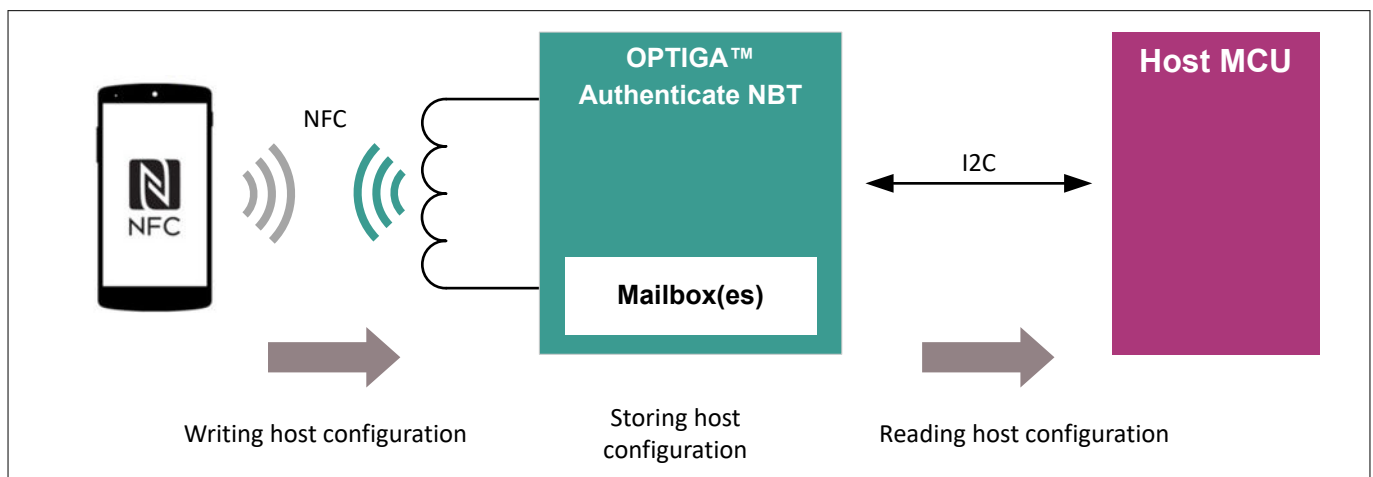 OPTIGA™
Authenticate NBT
Host MCU
NFC
NFC
I2C
Mailbox(es)
Writing host configuration
Storing host
configuration
Reading host configuration